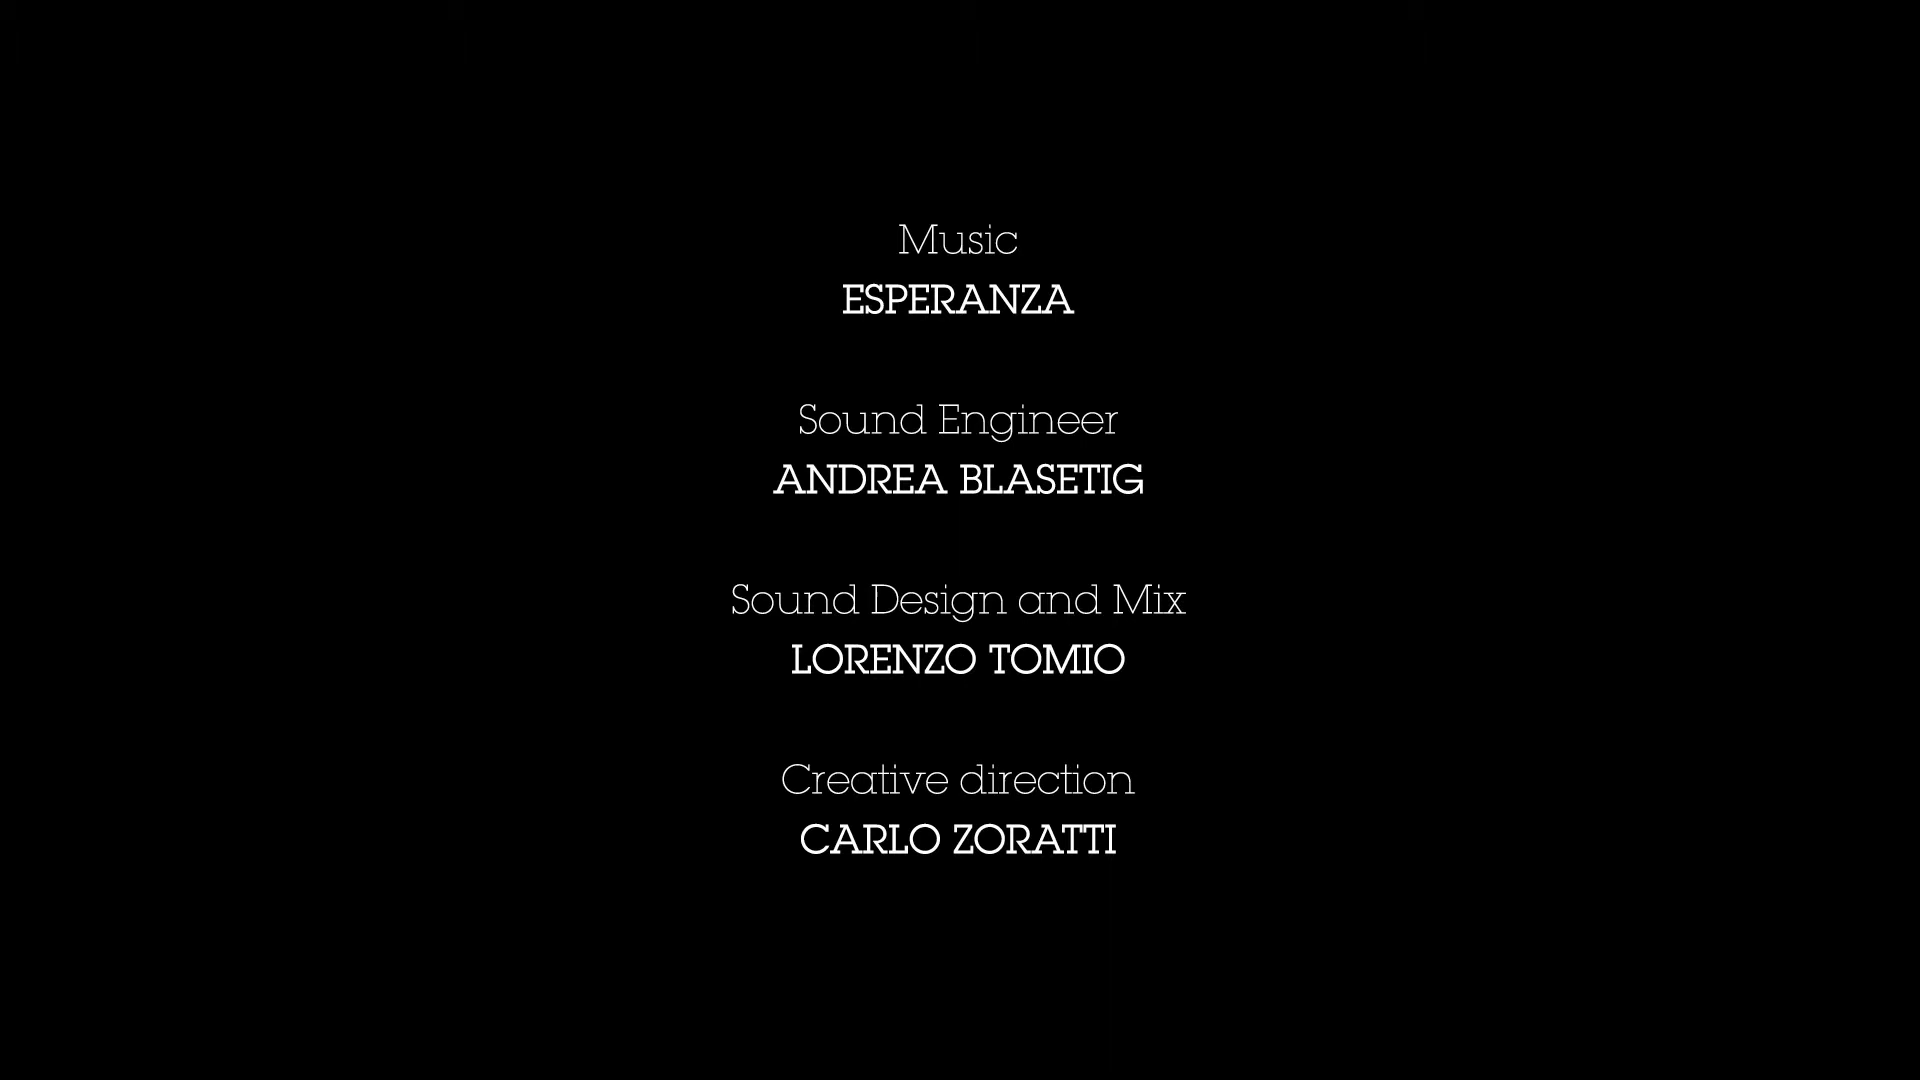 Music
ESPERANZA
Sound Engineer
ANDREA BLASETIG
Sound Design and Mix
LORENZO TOMIO
Creative direction
CARLO ZORATTI